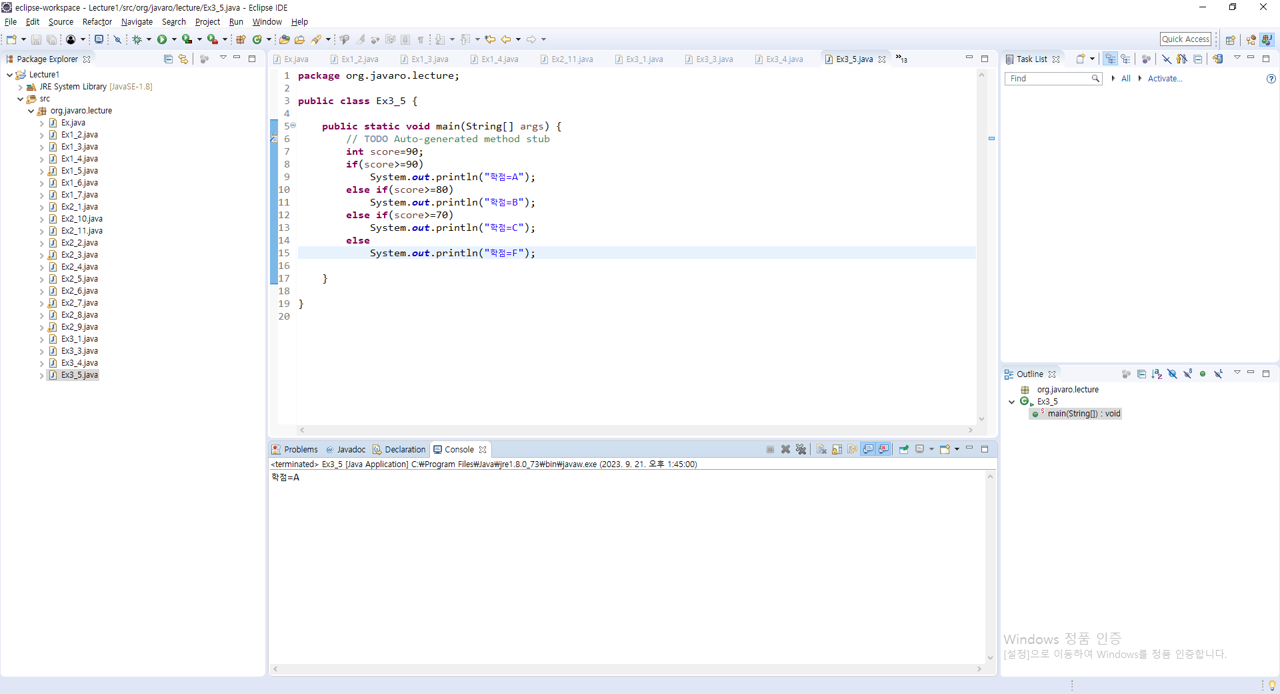 eclipse-workspace - Lecture1/src/org/javaro/lecture/Ex3_5.java - Eclipse IDE
File Edit Source Refactor Navigate Search Project Run Window Help
Quick Access
Package Explorer
Lecture1
JRE System Library [JavaSE-1.8]
src
org.javaro.lecture
Ex.java
Ex1_2.java
Ex1_3.java
Ex1_4.java
Ex1_5.java
Ex1_6.java
Ex1_7.java
Ex2_1.java
Ex2_10.java
Ex2_11.java
Ex2_2.java
Ex2_3.java
Ex2_4.java
Ex2_5.java
Ex2_6.java
Ex2_7.java
Ex2_8.java
Ex2_9.java
Ex3_1.java
Ex3_3.java
Ex3_4.java
Ex3_5.java
Ex.java Ex1_2.java Ex1_3.java Ex1_4.java Ex2_11.java Ex3_1.java Ex3_3.java Ex3_4.java Ex3_5.java »13
1 package org.javaro.lecture;
2
3 public class Ex3_5 {
4
5 public static void main(String[] args) {
6 // TODO Auto-generated method stub
7 int score=90;
8 if(score>=90)
9 System.out.println("학점=A");
10 else if(score>=80)
11 System.out.println("학점=B");
12 else if(score>=70)
13 System.out.println("학점=C");
14 else
15 System.out.println("학점=F");
16
17 }
18
19 }
20
Problems @ Javadoc Declaration Console
<terminated> Ex3_5 [Java Application] C:₩Program Files₩Java₩jre1.8.0_73₩bin₩javaw.exe (2023. 9. 21. 오후 1:45:00)
학점=A
Task List
Find All Activate...
Outline
org.javaro.lecture
Ex3_5
main(String[]) : void
Windows 정품 인증
[설정]으로 이동하여 Windows를 정품 인증합니다.